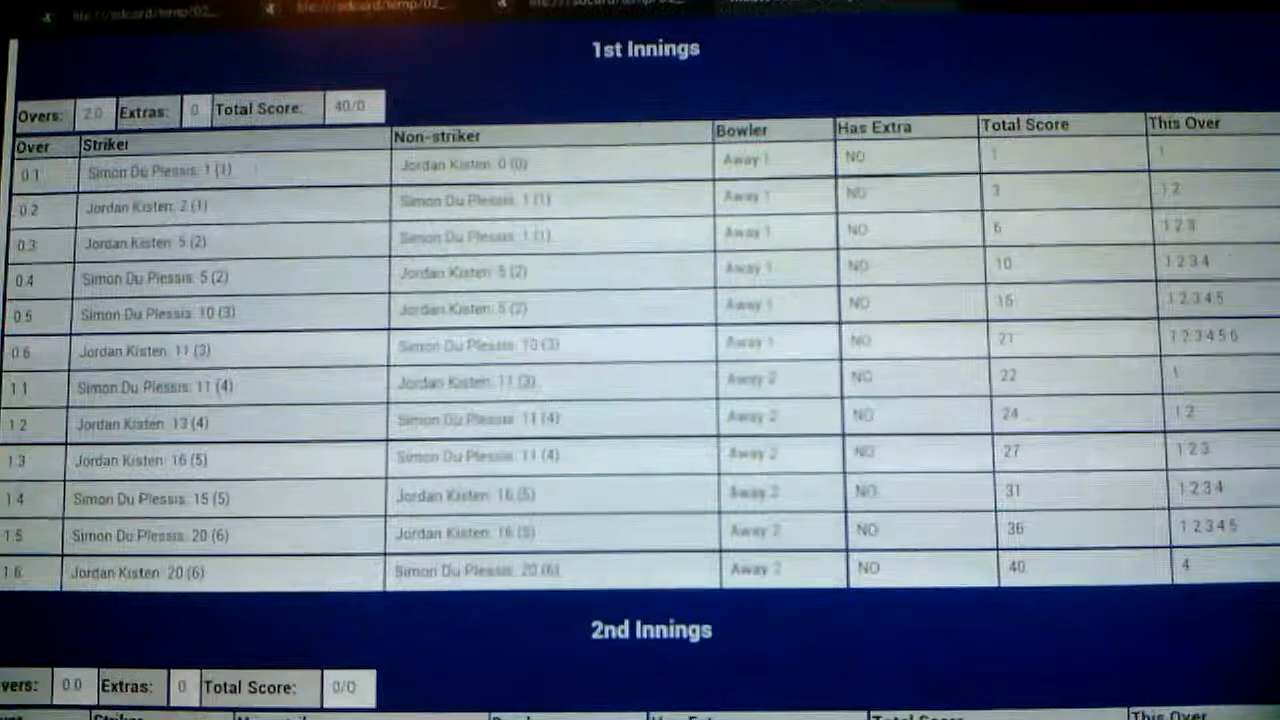 file:///sdcard/temp/02_
file:///sdcard/temp/02_
1st Innings
Overs: 2.0 Extras: 0 Total Score: 40/0
Over Striker Non-striker Bowler Has Extra Total Score This Over
0.1 Simon Du Plessis: 1 (1) Jordan Kisten: 0 (0) Away 1 NO 1 1
0.2 Jordan Kisten: 2 (1) Simon Du Plessis: 1 (1) Away 1 NO 3 1 2
0.3 Jordan Kisten: 5 (2) Simon Du Plessis: 1 (1) Away 1 NO 6 1 2 3
0.4 Simon Du Plessis: 5 (2) Jordan Kisten: 5 (2) Away 1 NO 10 1 2 3 4
0.5 Simon Du Plessis: 10 (3) Jordan Kisten: 5 (2) Away 1 NO 15 1 2 3 4 5
0.6 Jordan Kisten: 11 (3) Simon Du Plessis: 10 (3) Away 1 NO 21 1 2 3 4 5 6
1.1 Simon Du Plessis: 11 (4) Jordan Kisten: 11 (3) Away 2 NO 22 1
1.2 Jordan Kisten: 13 (4) Simon Du Plessis: 11 (4) Away 2 NO 24 1 2
1.3 Jordan Kisten: 16 (5) Simon Du Plessis: 11 (4) Away 2 NO 27 1 2 3
1.4 Simon Du Plessis: 15 (5) Jordan Kisten: 16 (5) Away 2 NO 31 1 2 3 4
1.5 Simon Du Plessis: 20 (6) Jordan Kisten: 16 (5) Away 2 NO 36 1 2 3 4 5
1.6 Jordan Kisten: 20 (6) Simon Du Plessis: 20 (6) Away 2 NO 40 4
2nd Innings
vers: 0.0 Extras: 0 Total Score: 0/0
Striker Total Score This Over